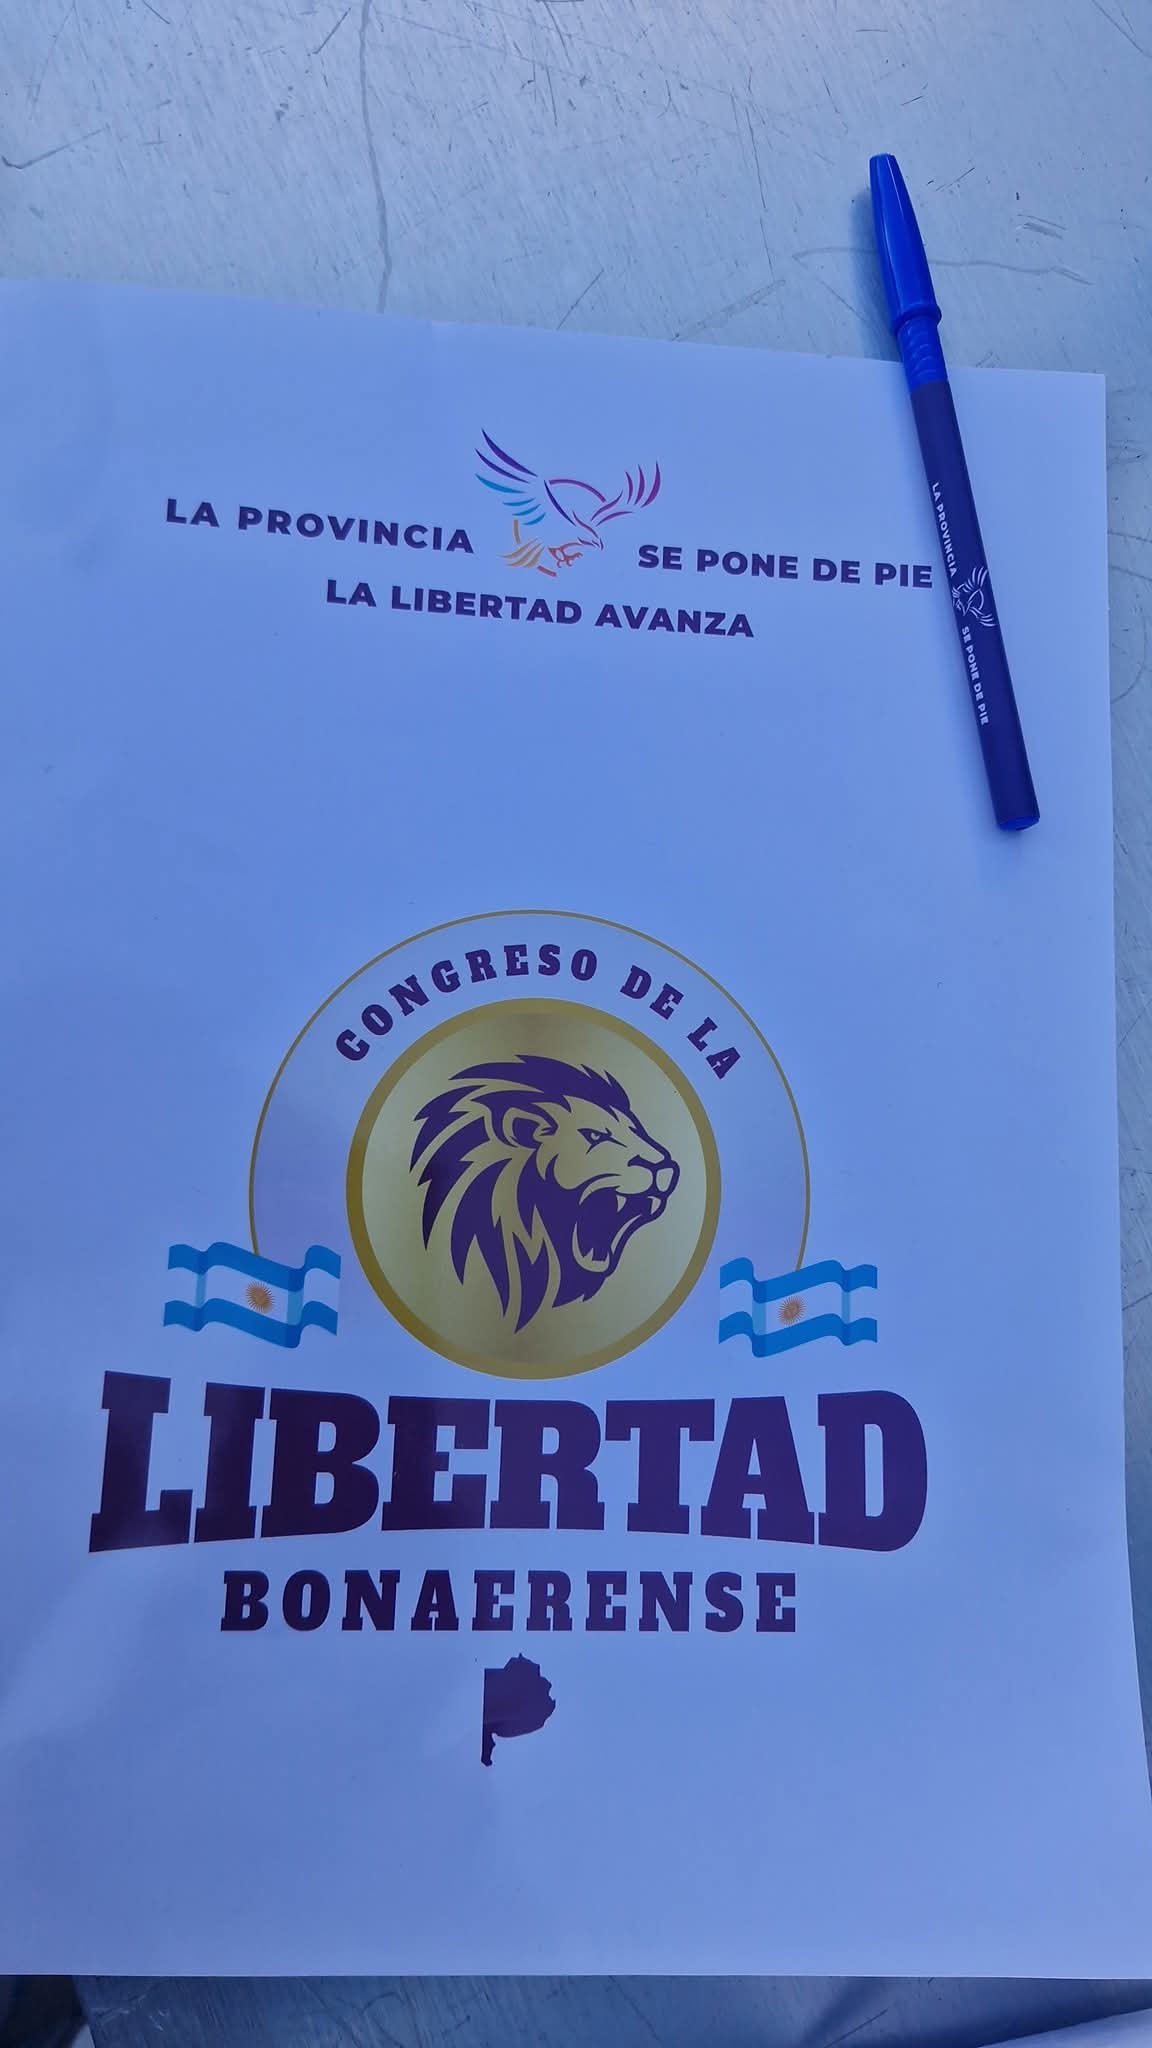 LA PROVINCIA SE PONE DE PIE
LA LIBERTAD AVANZA
LA PROVINCIA SE PONE DE PIE
CONGRESO DE LA
LIBERTAD
BONAERENSE